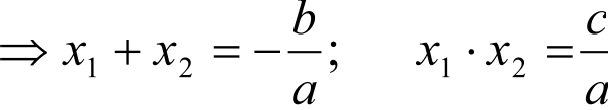 ⇒ x₁ + x₂ = −b/a;    x₁ · x₂ = c/a